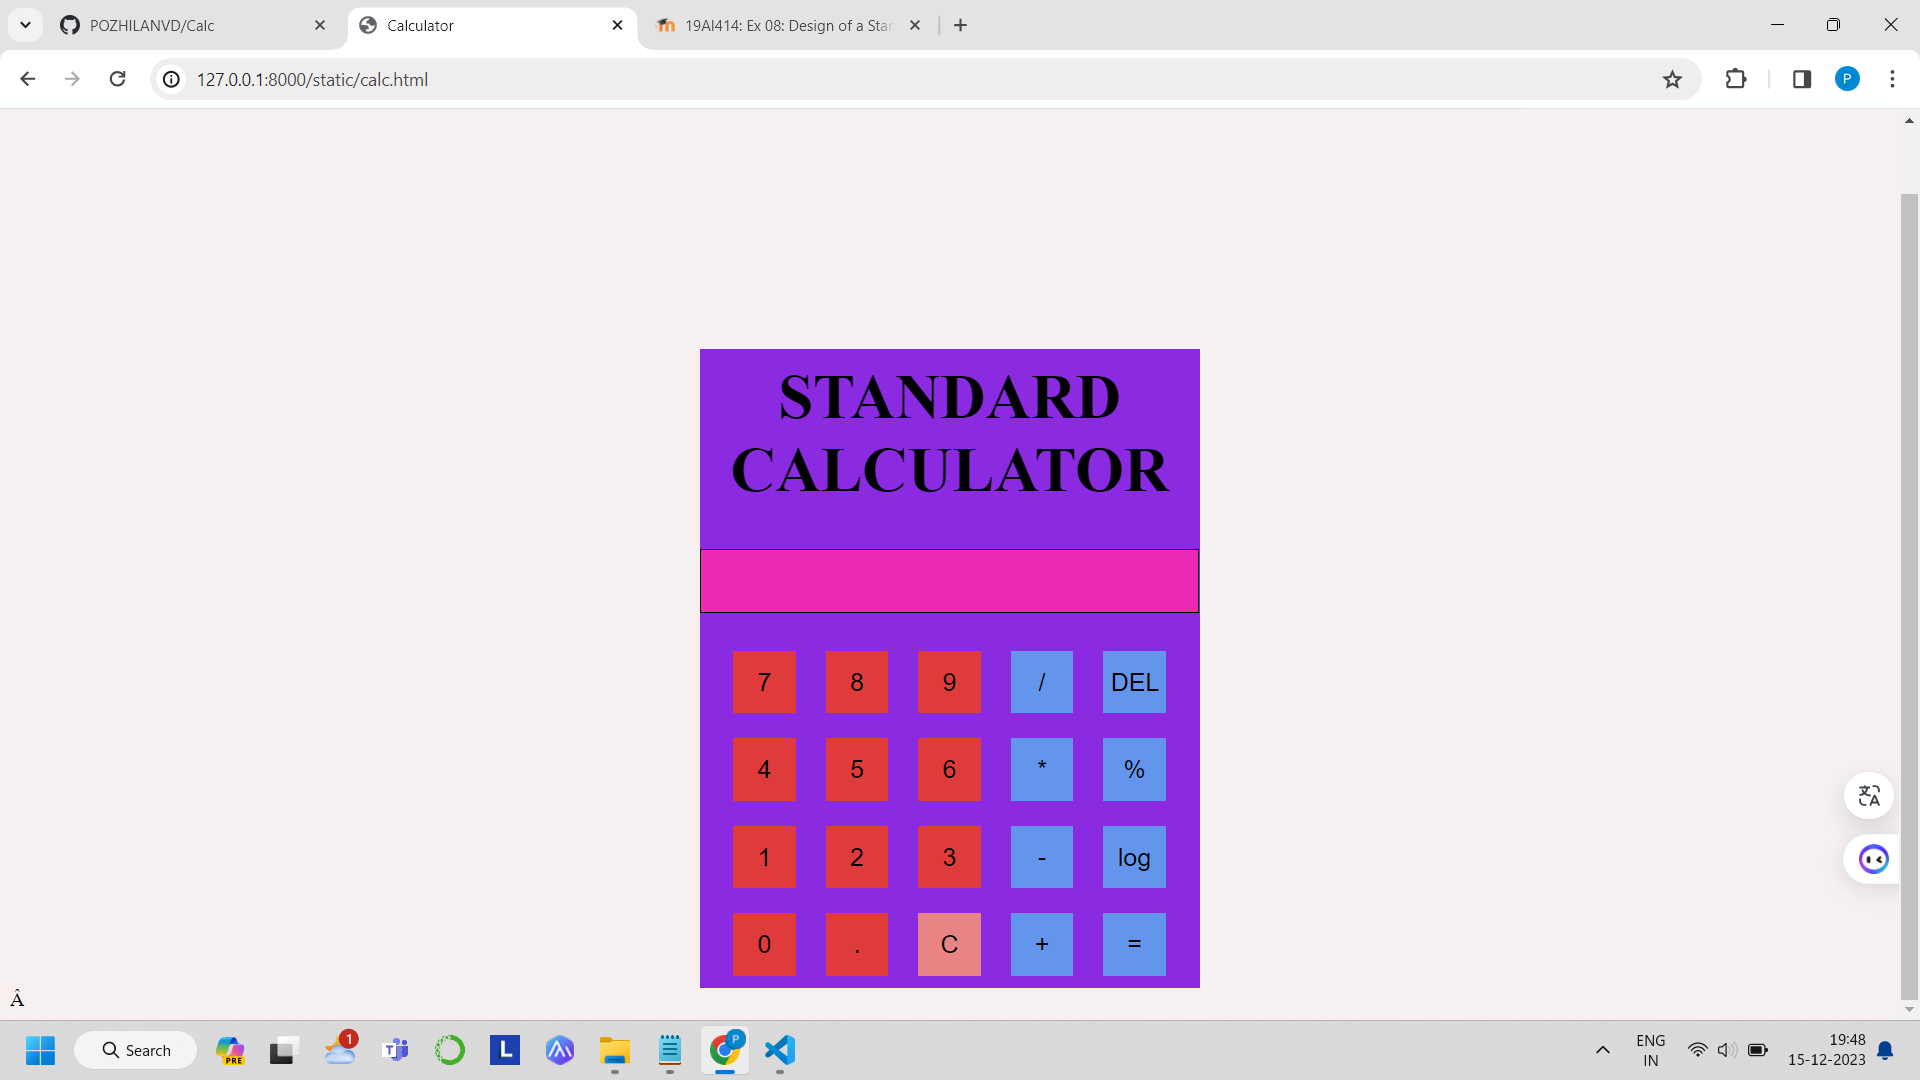 POZHILANVD/Calc
Calculator
19AI414: Ex 08: Design of a Star
127.0.0.1:8000/static/calc.html
P
STANDARD
CALCULATOR
7 8 9 / DEL
4 5 6 * %
1 2 3 - log
0 . C + =
Â
Search
PRE
1
L
P
ENG
IN
19:48
15-12-2023